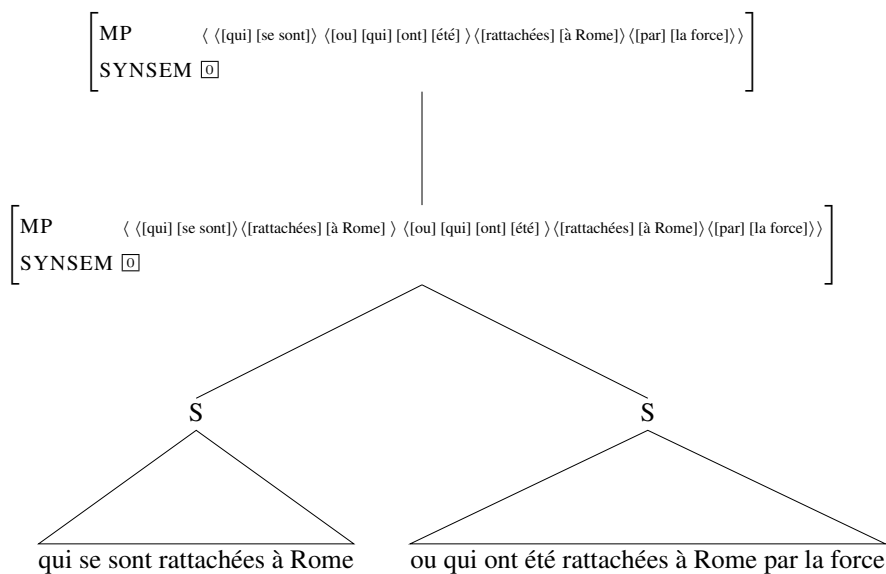 MP ⟨ ⟨[qui] [se sont]⟩ ⟨[ou] [qui] [ont] [été] ⟩⟨[rattachées] [à Rome]⟩⟨[par] [la force]⟩⟩
SYNSEM 0
MP ⟨ ⟨[qui] [se sont]⟩⟨[rattachées] [à Rome] ⟩ ⟨[ou] [qui] [ont] [été] ⟩⟨[rattachées] [à Rome]⟩⟨[par] [la force]⟩⟩
SYNSEM 0
S S
qui se sont rattachées à Rome ou qui ont été rattachées à Rome par la force